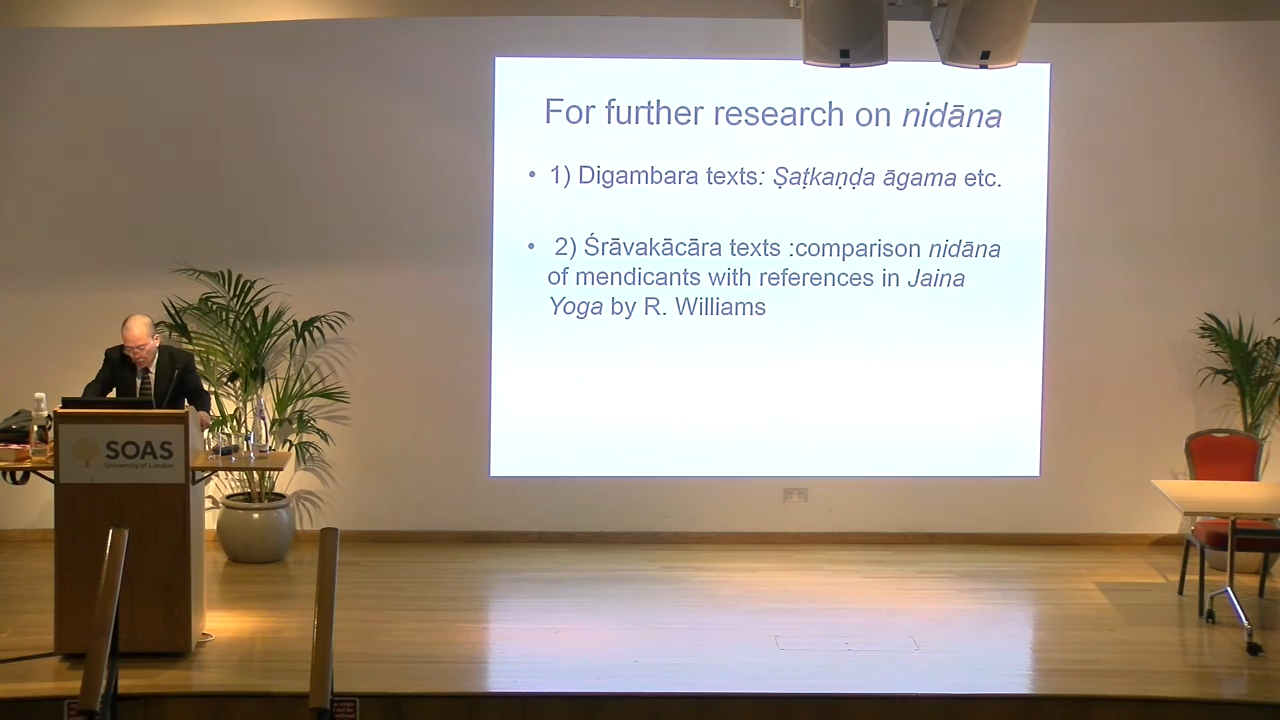 For further research on nidāna
• 1) Digambara texts: Ṣaṭkaṇḍa āgama etc.
• 2) Śrāvakācāra texts :comparison nidāna
of mendicants with references in Jaina
Yoga by R. Williams
SOAS
University of London